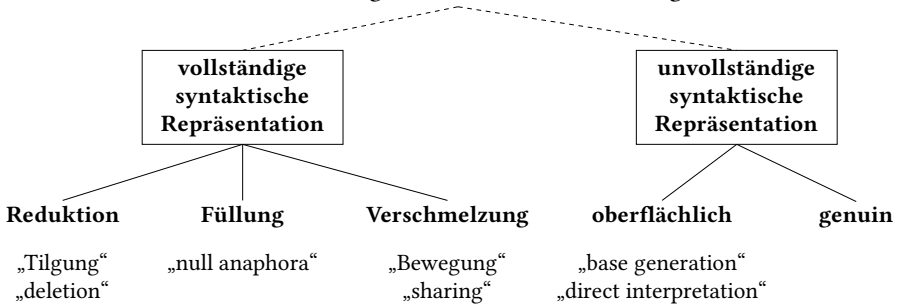 vollständige
syntaktische
Repräsentation
unvollständige
syntaktische
Repräsentation
Reduktion Füllung Verschmelzung oberflächlich genuin
„Tilgung“ „null anaphora“ „Bewegung“ „base generation“
„deletion“ „sharing“ „direct interpretation“